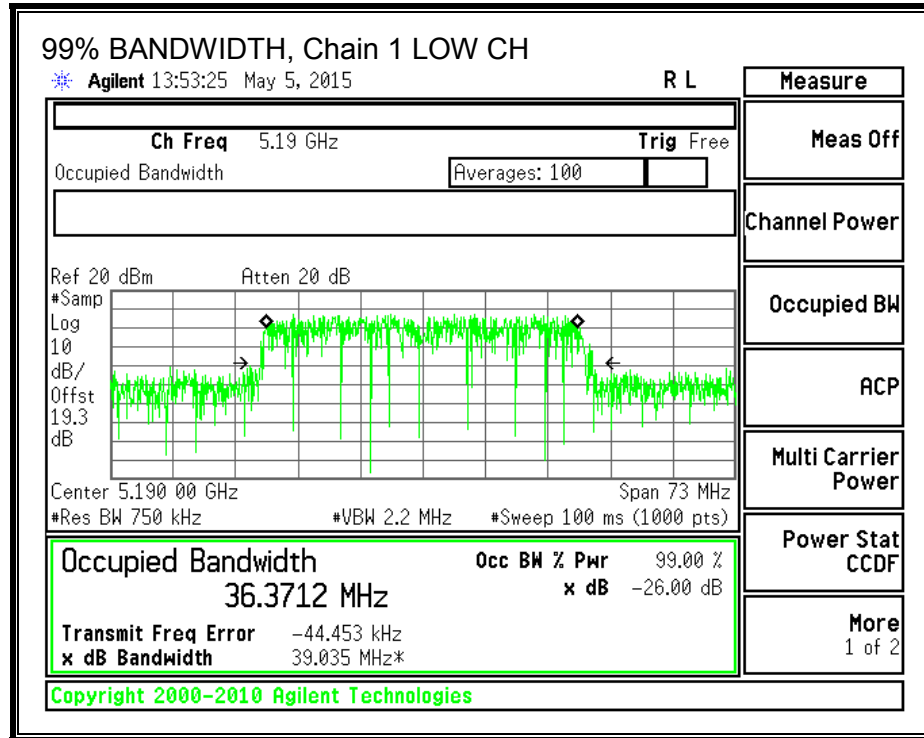 99% BANDWIDTH, Chain 1 LOW CH
Agilent 13:53:25 May 5, 2015 R L
Measure
Ch Freq 5.19 GHz Trig Free
Meas Off
Occupied Bandwidth Averages: 100
Channel Power
Ref 20 dBm Atten 20 dB
#Samp
Log
10
dB/
Offst
19.3
dB
Occupied BW
ACP
Multi Carrier
Power
Center 5.190 00 GHz Span 73 MHz
#Res BW 750 kHz #VBW 2.2 MHz #Sweep 100 ms (1000 pts)
Occupied Bandwidth Occ BW % Pwr 99.00 %
36.3712 MHz x dB -26.00 dB
Power Stat
CCDF
Transmit Freq Error -44.453 kHz
x dB Bandwidth 39.035 MHz*
More
1 of 2
Copyright 2000-2010 Agilent Technologies